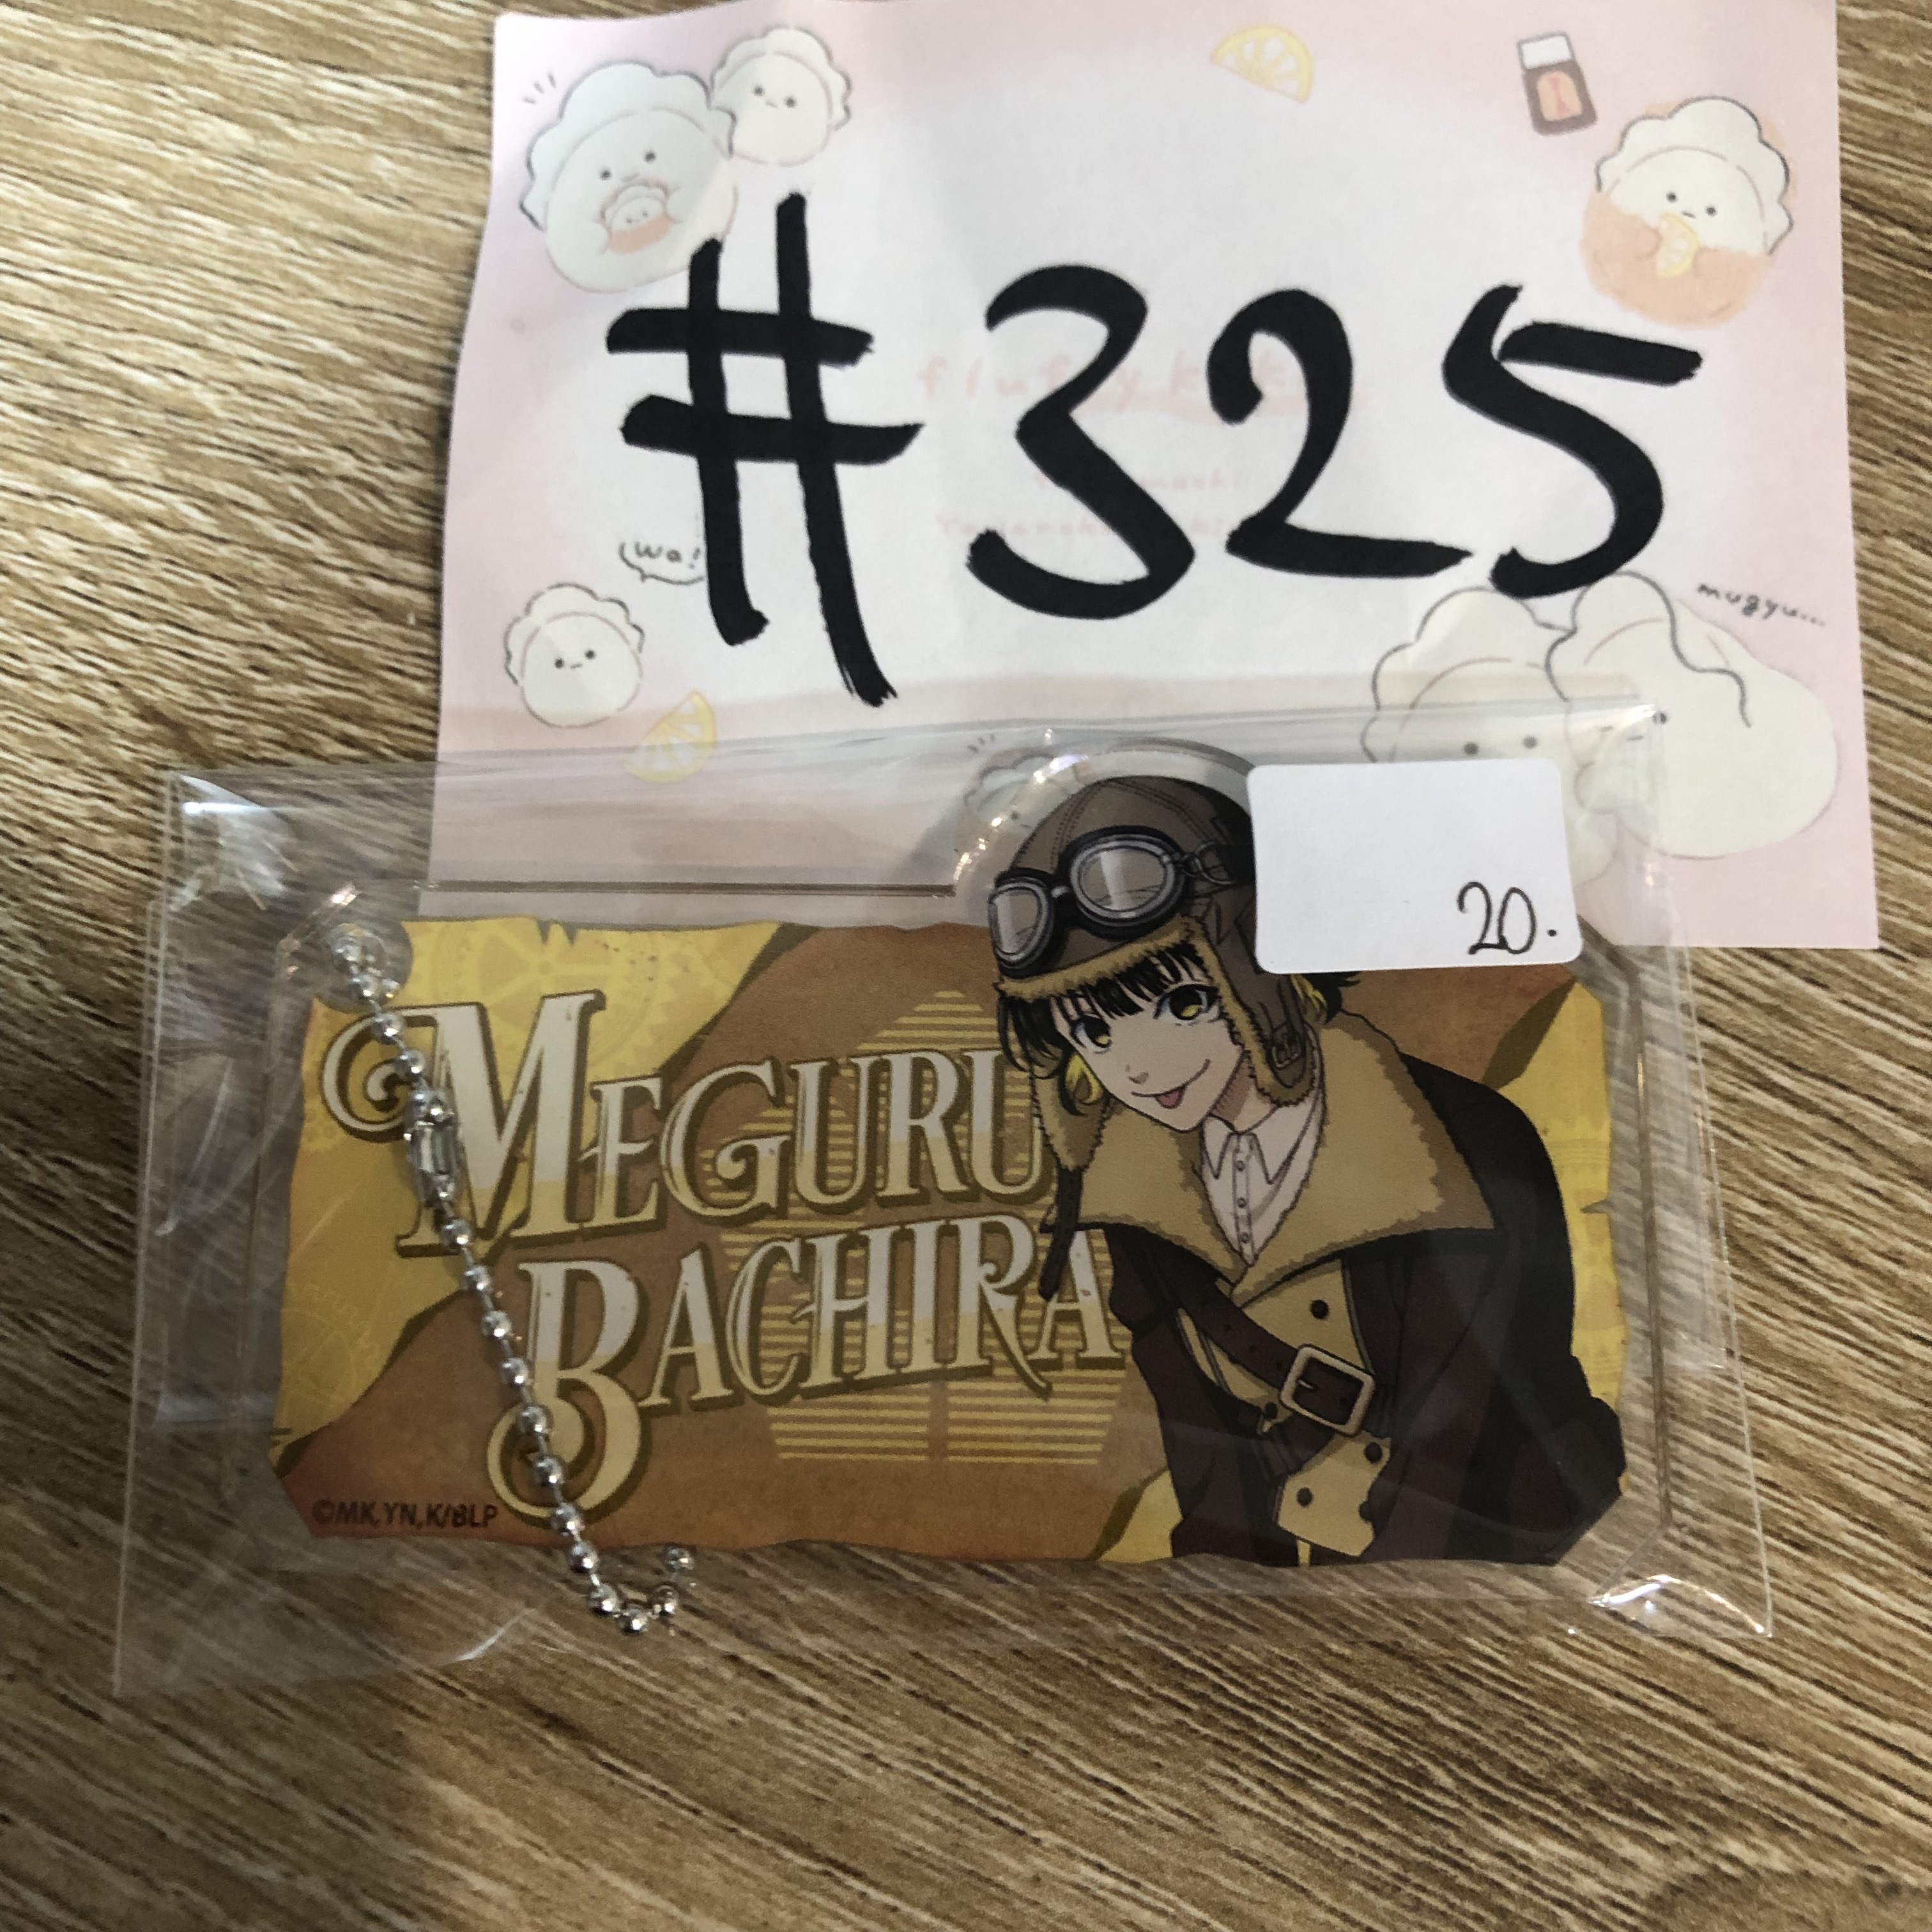 #325
(wa!
mugyu...
20.
MEGURU
BACHIRA
©MK,YN,K/BLP